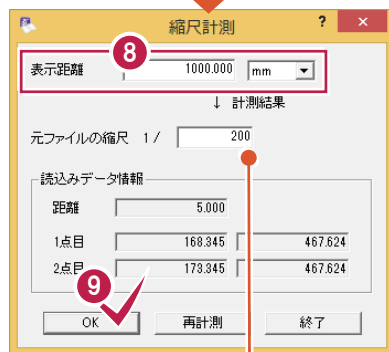 縮尺計測 ? ×
8
表示距離 1000.000 mm
↓ 計測結果
元ファイルの縮尺 1/ 200
読込みデータ情報
距離 5.000
1点目 168.345 467.624
2点目 173.345 467.624
9
OK 再計測 終了